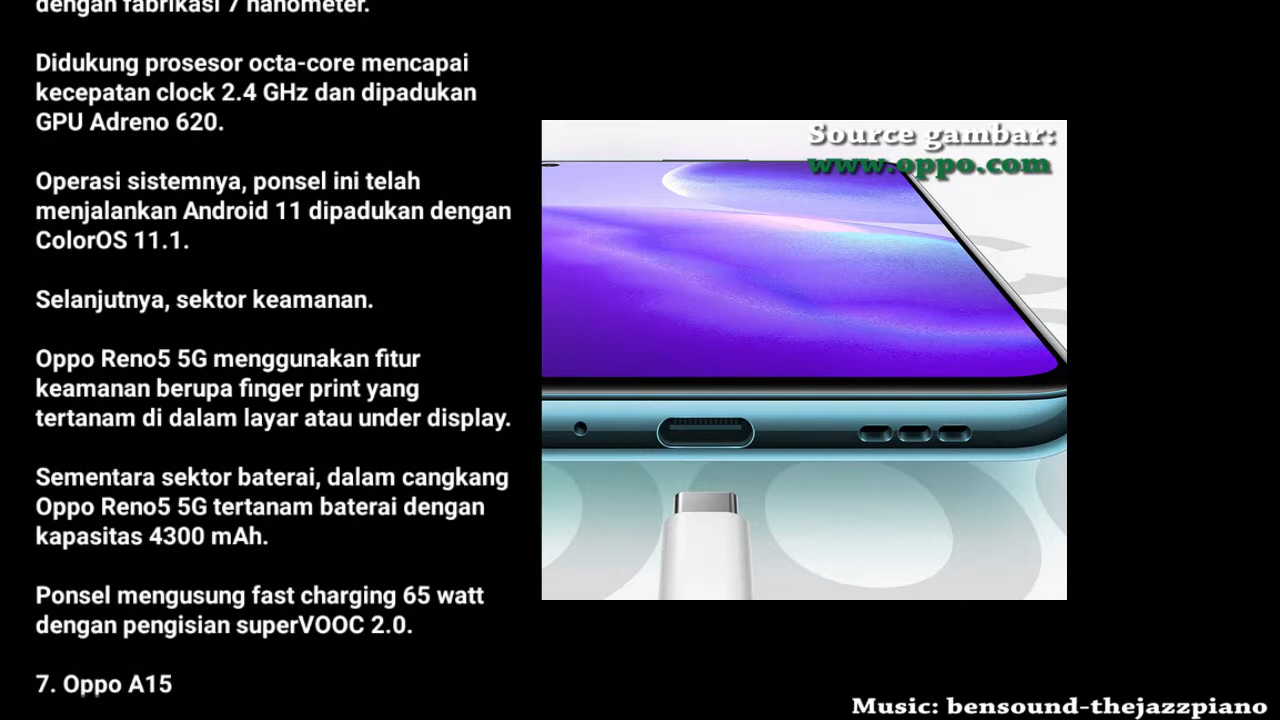 dengan fabrikasi 7 nanometer.
Didukung prosesor octa-core mencapai
kecepatan clock 2.4 GHz dan dipadukan
GPU Adreno 620.
Operasi sistemnya, ponsel ini telah
menjalankan Android 11 dipadukan dengan
ColorOS 11.1.
Selanjutnya, sektor keamanan.
Oppo Reno5 5G menggunakan fitur
keamanan berupa finger print yang
tertanam di dalam layar atau under display.
Sementara sektor baterai, dalam cangkang
Oppo Reno5 5G tertanam baterai dengan
kapasitas 4300 mAh.
Ponsel mengusung fast charging 65 watt
dengan pengisian superVOOC 2.0.
7. Oppo A15
Source gambar:
www.oppo.com
Music: bensound-thejazzpiano